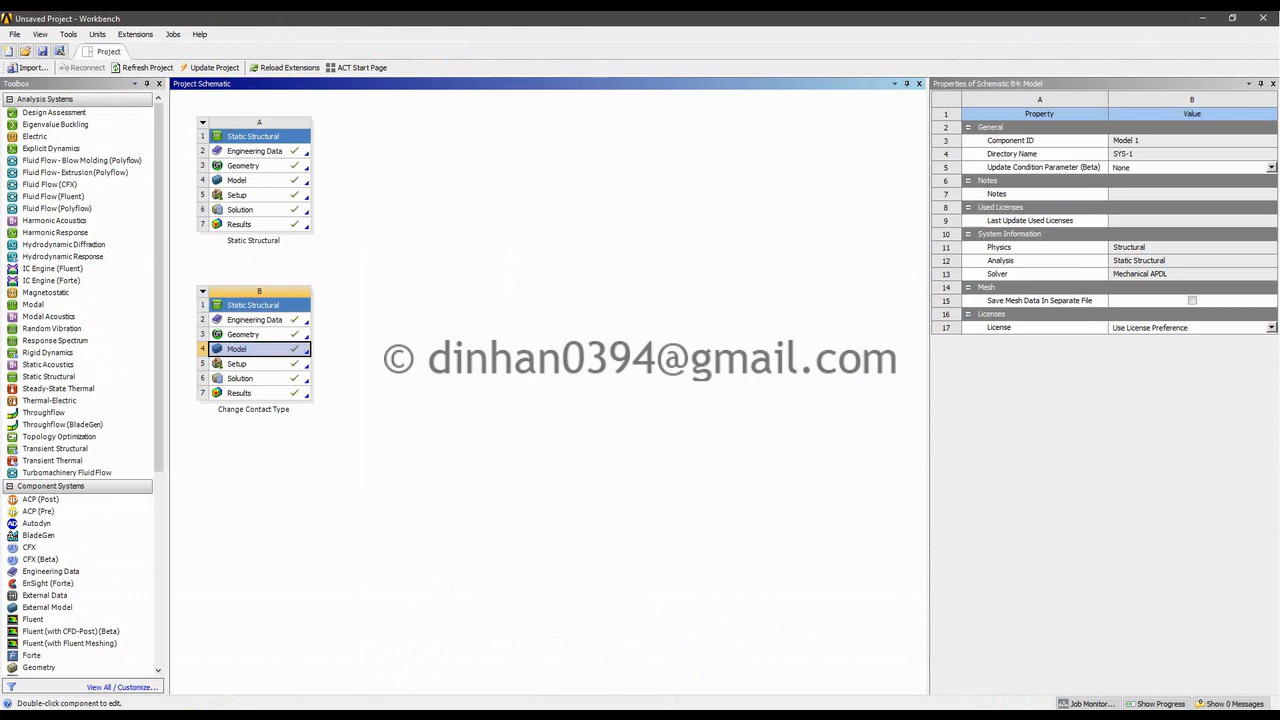 Unsaved Project - Workbench
File View Tools Units Extensions Jobs Help
Project
Import... Reconnect Refresh Project Update Project Reload Extensions ACT Start Page
Toolbox
Analysis Systems
Design Assessment
Eigenvalue Buckling
Electric
Explicit Dynamics
Fluid Flow - Blow Molding (Polyflow)
Fluid Flow - Extrusion (Polyflow)
Fluid Flow (CFX)
Fluid Flow (Fluent)
Fluid Flow (Polyflow)
Harmonic Acoustics
Harmonic Response
Hydrodynamic Diffraction
Hydrodynamic Response
IC Engine (Fluent)
IC Engine (Forte)
Magnetostatic
Modal
Modal Acoustics
Random Vibration
Response Spectrum
Rigid Dynamics
Static Acoustics
Static Structural
Steady-State Thermal
Thermal-Electric
Throughflow
Throughflow (BladeGen)
Topology Optimization
Transient Structural
Transient Thermal
Turbomachinery Fluid Flow
Component Systems
ACP (Post)
ACP (Pre)
Autodyn
BladeGen
CFX
CFX (Beta)
Engineering Data
EnSight (Forte)
External Data
External Model
Fluent
Fluent (with CFD-Post) (Beta)
Fluent (with Fluent Meshing)
Forte
Geometry
View All / Customize...
Project Schematic
A
1 Static Structural
2 Engineering Data
3 Geometry
4 Model
5 Setup
6 Solution
7 Results
Static Structural
B
1 Static Structural
2 Engineering Data
3 Geometry
4 Model
5 Setup
6 Solution
7 Results
Change Contact Type
© dinhan0394@gmail.com
Properties of Schematic B4: Model
A B
1 Property Value
2 General
3 Component ID Model 1
4 Directory Name SYS-1
5 Update Condition Parameter (Beta) None
6 Notes
7 Notes
8 Used Licenses
9 Last Update Used Licenses
10 System Information
11 Physics Structural
12 Analysis Static Structural
13 Solver Mechanical APDL
14 Mesh
15 Save Mesh Data In Separate File
16 Licenses
17 License Use License Preference
Double-click component to edit.
Job Monitor... Show Progress Show 0 Messages